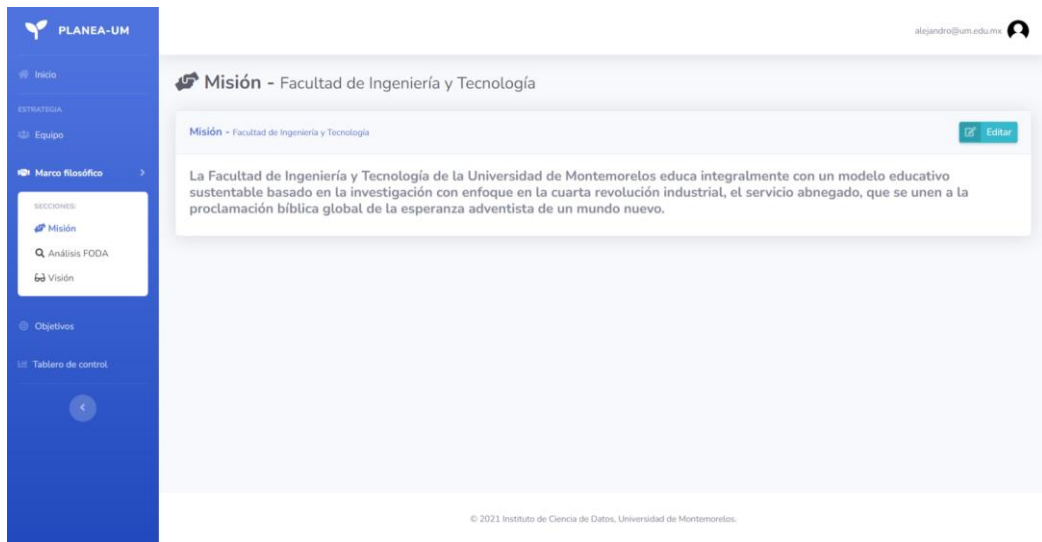 PLANEA-UM
alejandro@um.edu.mx
Inicio
ESTRATEGIA
Equipo
Marco filosófico
SECCIONES:
Misión
Análisis FODA
Visión
Objetivos
Tablero de control
Misión - Facultad de Ingeniería y Tecnología
Misión - Facultad de Ingeniería y Tecnología
Editar
La Facultad de Ingeniería y Tecnología de la Universidad de Montemorelos educa integralmente con un modelo educativo
sustentable basado en la investigación con enfoque en la cuarta revolución industrial, el servicio abnegado, que se unen a la
proclamación bíblica global de la esperanza adventista de un mundo nuevo.
© 2021 Instituto de Ciencia de Datos, Universidad de Montemorelos.